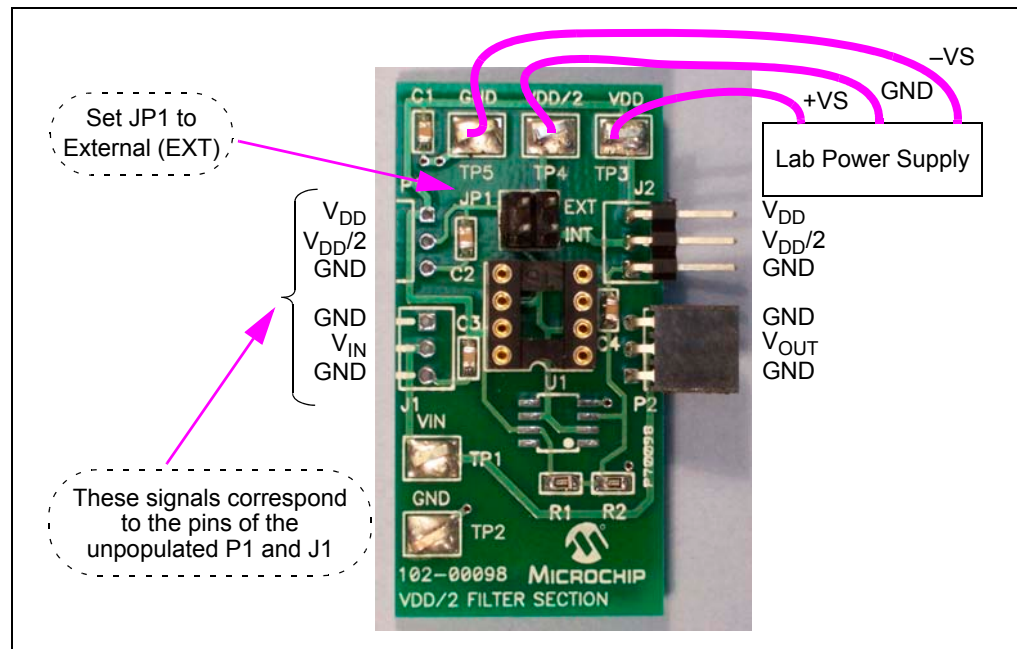 –VS
GND
+VS
Lab Power Supply
Set JP1 to
External (EXT)
C1 GND VDD/2 VDD
TP5 TP4 TP3
P
JP1
EXT
INT
J2
C2
VDD
VDD/2
GND
GND
VIN
GND
VDD
VDD/2
GND
GND
VOUT
GND
C3
C4
U1
J1
P2
VIN
TP1
GND
TP2
R1 R2
These signals correspond
to the pins of the
unpopulated P1 and J1
102-00098
MICROCHIP
VDD/2 FILTER SECTION